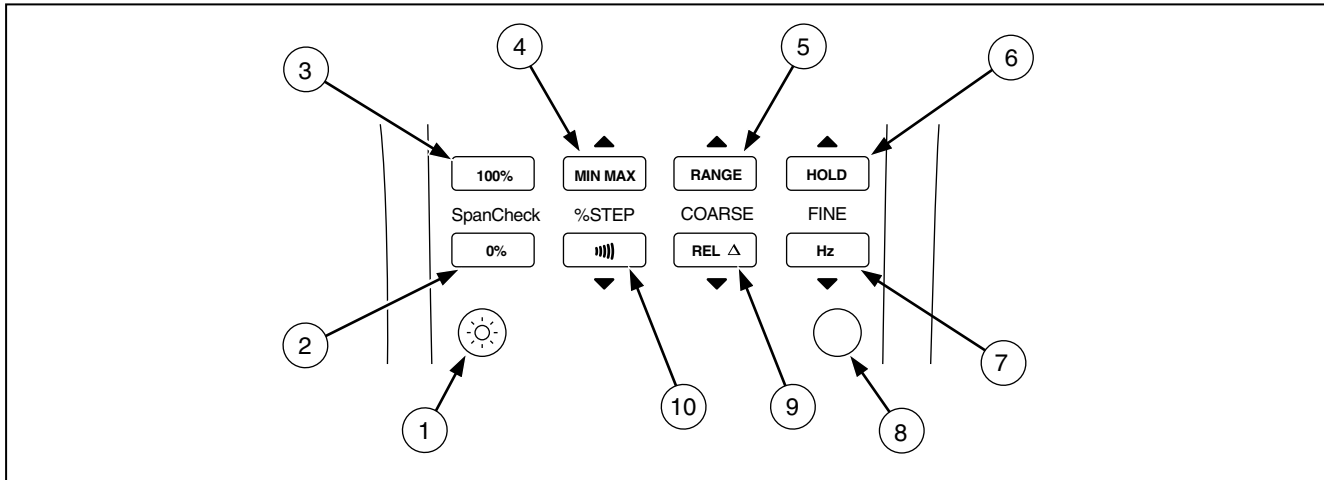 4 5
3 6
100% MIN MAX RANGE HOLD
SpanCheck %STEP COARSE FINE
0% REL Δ Hz
2 7
1 10 9 8